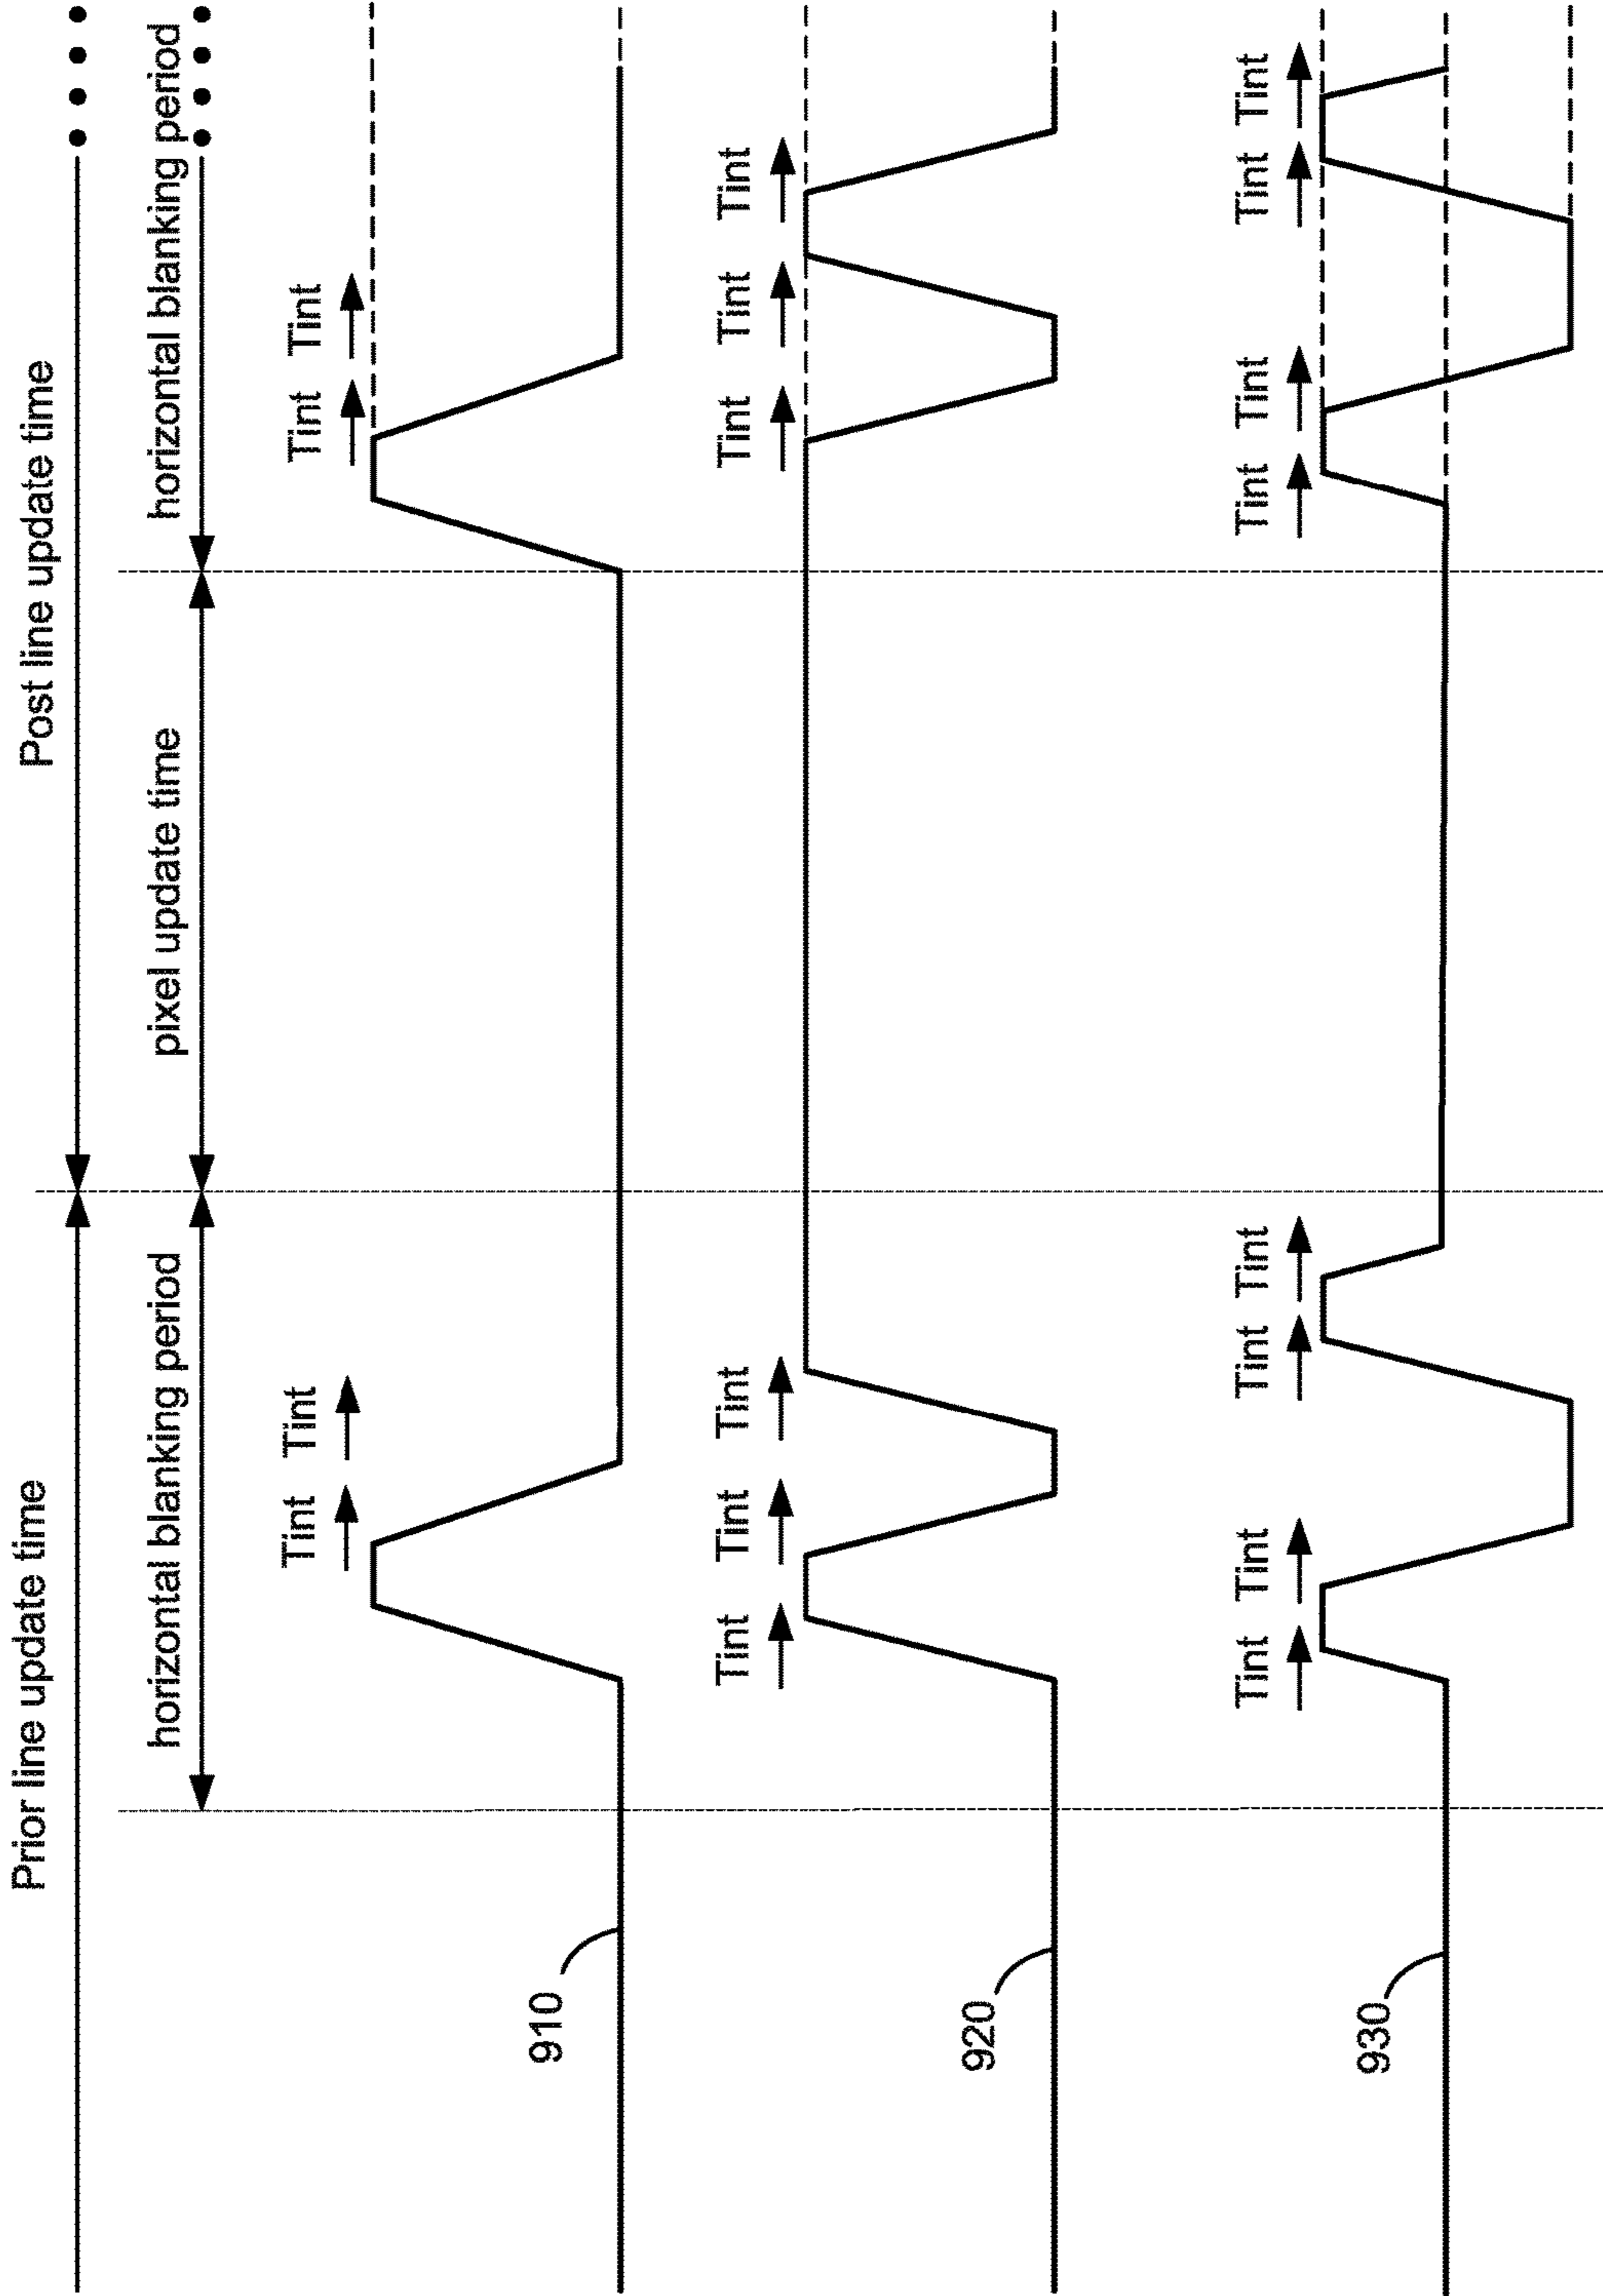 Prior line update time
Post line update time
horizontal blanking period
pixel update time
horizontal blanking period
Tint Tint Tint Tint
910
Tint Tint Tint Tint Tint Tint
920
Tint Tint Tint Tint Tint Tint Tint Tint
930